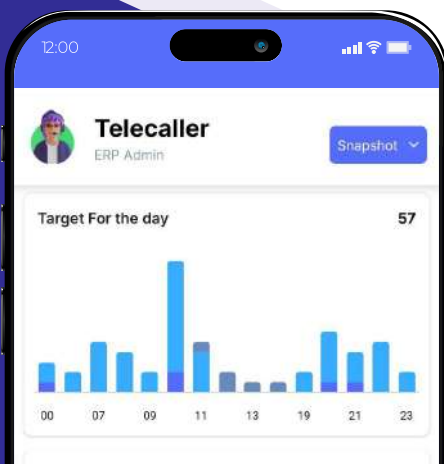 12:00
Telecaller
ERP Admin
Snapshot
Target For the day 57
00 07 09 11 13 19 21 23